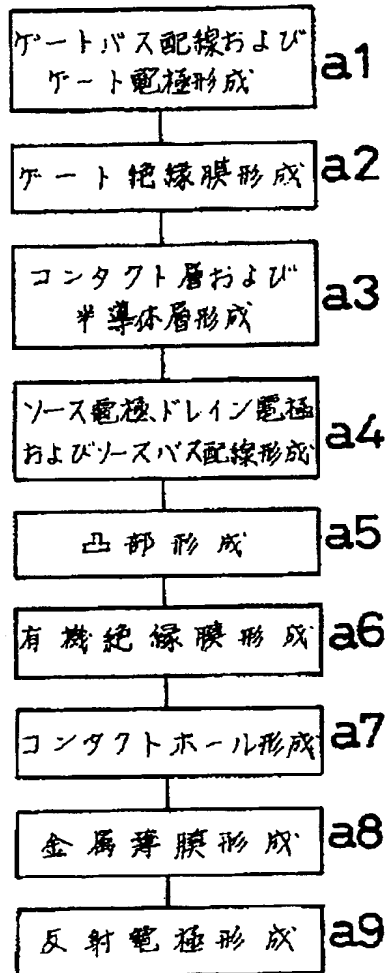 ゲートバス配線および
ゲート電極形成
a1
ゲート絶縁膜形成
a2
コンタクト層および
半導体層形成
a3
ソース電極、ドレイン電極
およびソースバス配線形成
a4
凸部形成
a5
有機絶縁膜形成
a6
コンタクトホール形成
a7
金属薄膜形成
a8
反射電極形成
a9